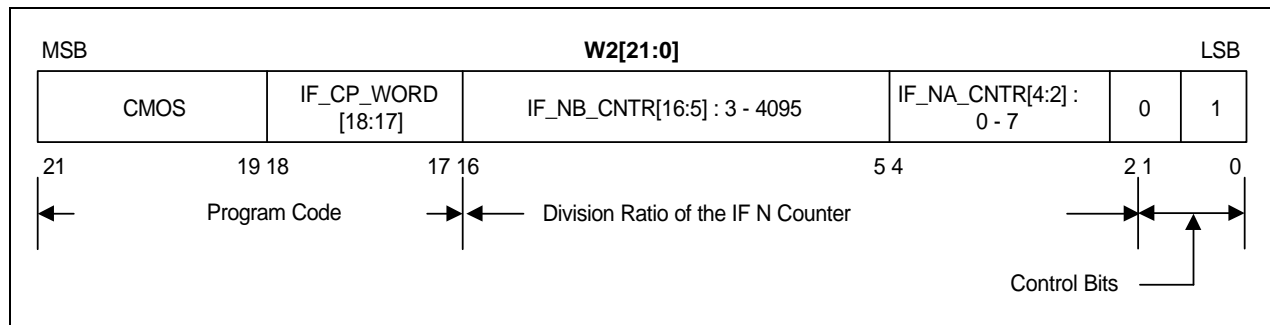 MSB W2[21:0] LSB
CMOS IF_CP_WORD IF_NB_CNTR[16:5] : 3 - 4095 IF_NA_CNTR[4:2] : 0 1
[18:17] 0 - 7
21 19 18 17 16 5 4 2 1 0
Program Code Division Ratio of the IF N Counter
Control Bits